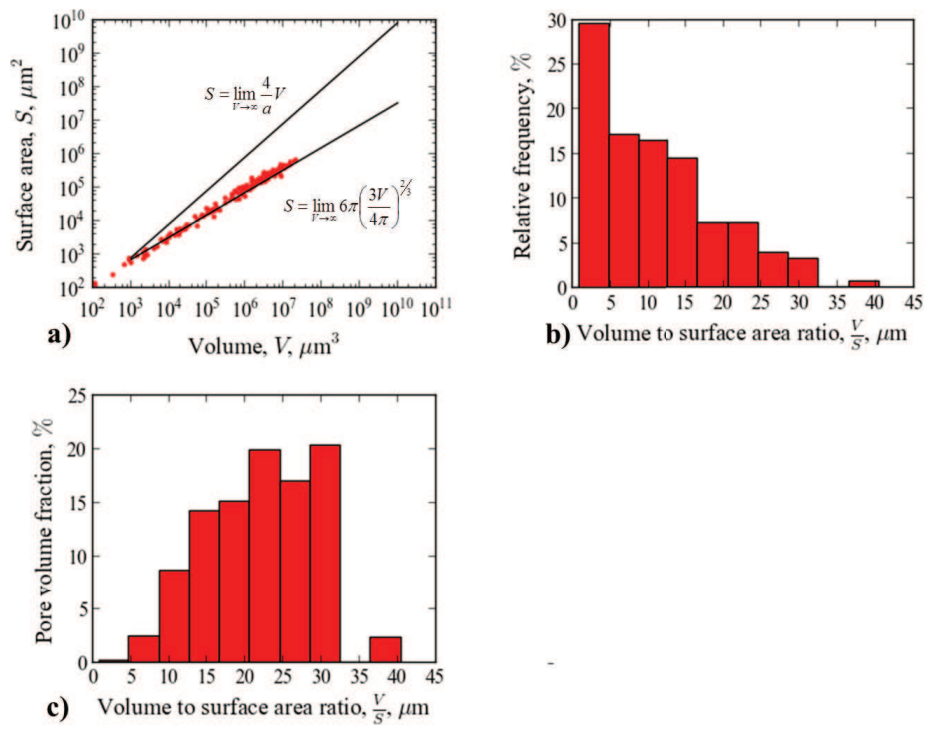 10^10
10^9
10^8
10^7
10^6
10^5
10^4
10^3
10^2
Surface area, S, μm^2
S = lim V→∞ 4/a V
S = lim V→∞ 6π(3V/4π)^2/3
10^2 10^3 10^4 10^5 10^6 10^7 10^8 10^9 10^10 10^11
Volume, V, μm^3
a)
30
25
20
15
10
5
0
Relative frequency, %
0 5 10 15 20 25 30 35 40 45
b) Volume to surface area ratio, V/S, μm
25
20
15
10
5
0
Pore volume fraction, %
0 5 10 15 20 25 30 35 40 45
c) Volume to surface area ratio, V/S, μm
-